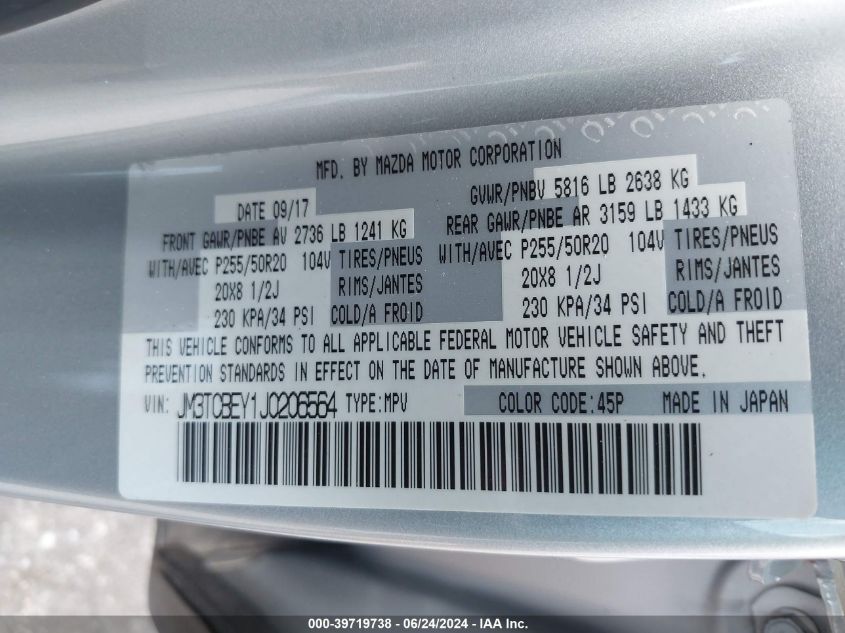 MFD. BY MAZDA MOTOR CORPORATION
DATE 09/17 GVWR/PNBV 5816 LB 2638 KG
FRONT GAWR/PNBE AV 2736 LB 1241 KG REAR GAWR/PNBE AR 3159 LB 1433 KG
WITH/AVEC P255/50R20 104V TIRES/PNEUS WITH/AVEC P255/50R20 104V TIRES/PNEUS
20X8 1/2J RIMS/JANTES 20X8 1/2J RIMS/JANTES
230 KPA/34 PSI COLD/A FROID 230 KPA/34 PSI COLD/A FROID
THIS VEHICLE CONFORMS TO ALL APPLICABLE FEDERAL MOTOR VEHICLE SAFETY AND THEFT
PREVENTION STANDARDS IN EFFECT ON THE DATE OF MANUFACTURE SHOWN ABOVE.
VIN: JM3TCBEY1J0206564 TYPE:MPV COLOR CODE:45P MADE IN JAPAN
000-39719738 - 06/24/2024 - IAA Inc.